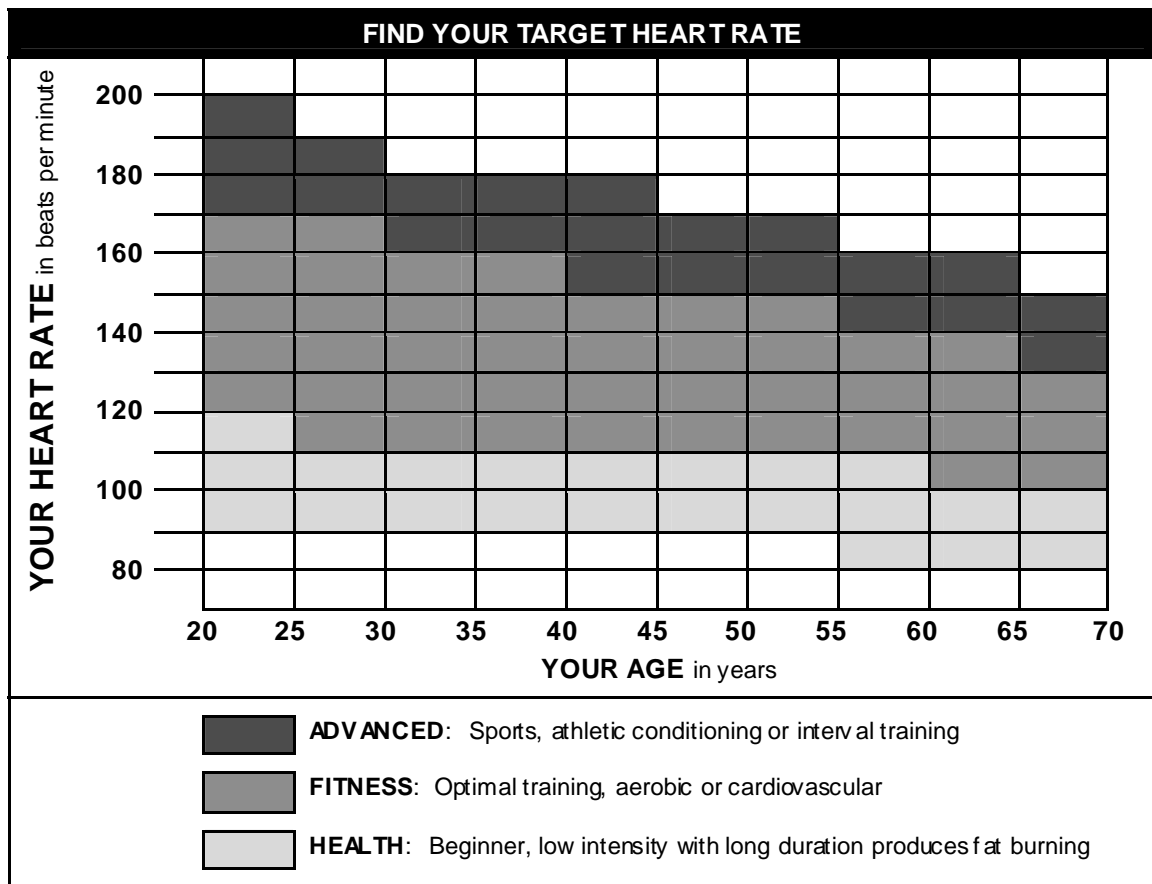 FIND YOUR TARGET HEART RATE
YOUR HEART RATE in beats per minute
200
180
160
140
120
100
80
20 25 30 35 40 45 50 55 60 65 70
YOUR AGE in years
ADVANCED: Sports, athletic conditioning or interval training
FITNESS: Optimal training, aerobic or cardiovascular
HEALTH: Beginner, low intensity with long duration produces fat burning